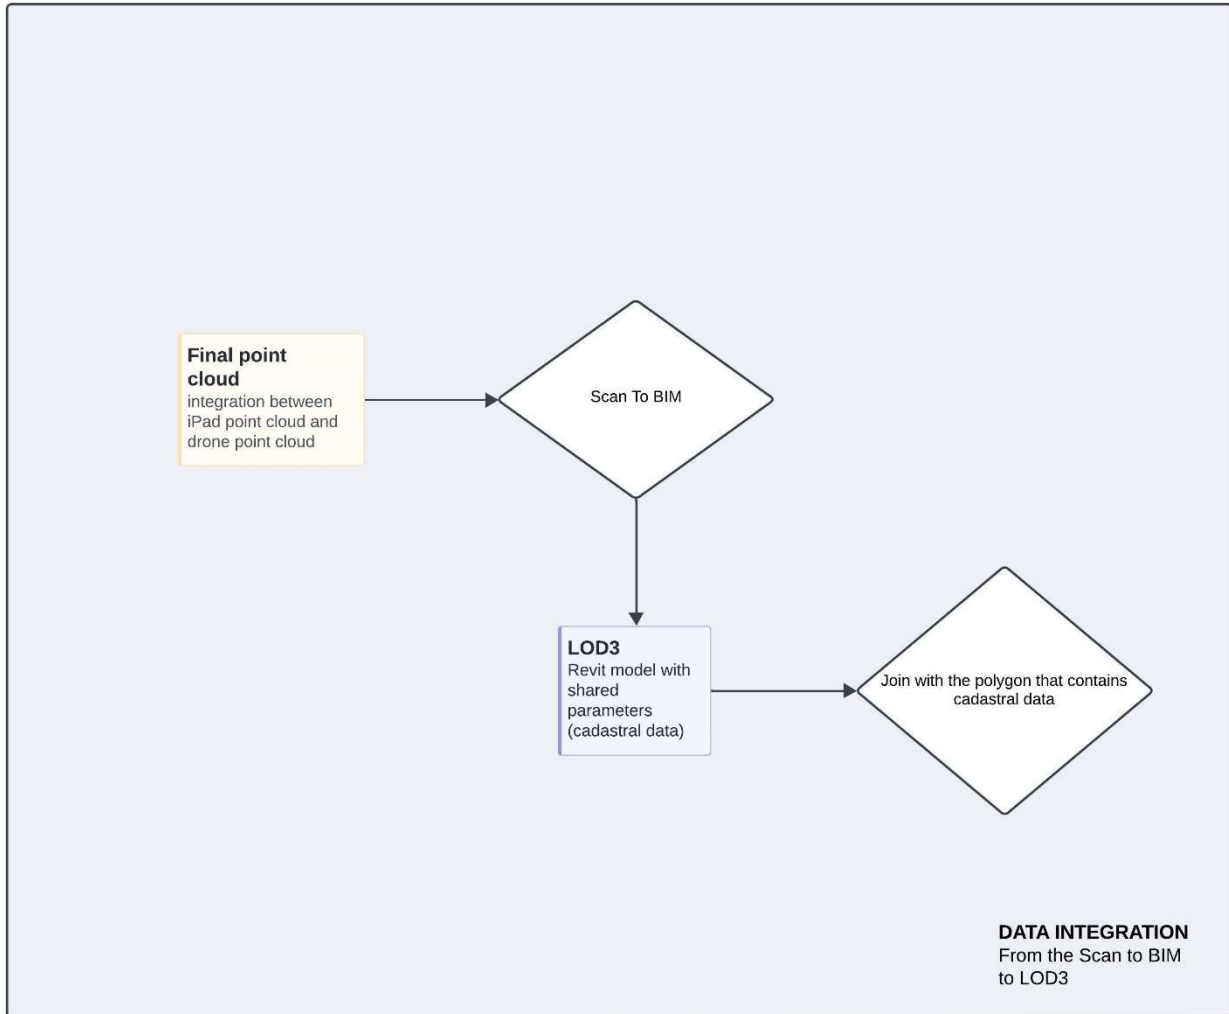 Final point
cloud
integration between
iPad point cloud and
drone point cloud
Scan To BIM
LOD3
Revit model with
shared
parameters
(cadastral data)
Join with the polygon that contains
cadastral data
DATA INTEGRATION
From the Scan to BIM
to LOD3